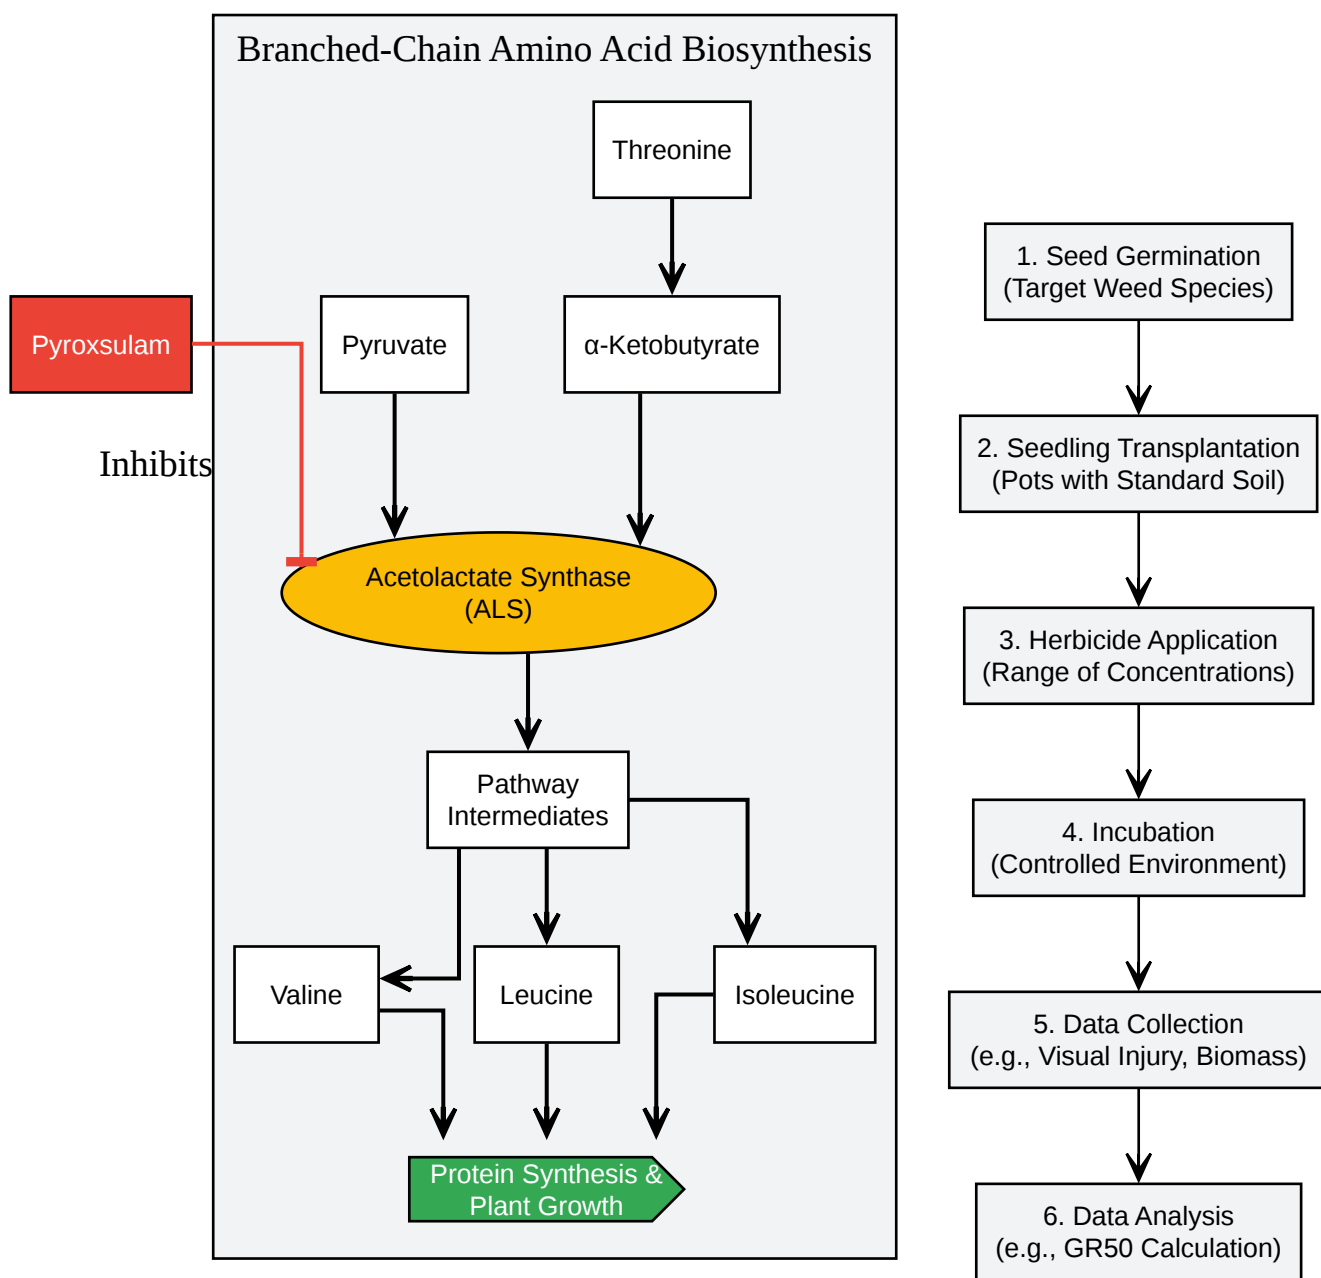 Branched-Chain Amino Acid Biosynthesis
Threonine
Pyroxsulam
Pyruvate
α-Ketobutyrate
Inhibits
Acetolactate Synthase
(ALS)
Pathway
Intermediates
Valine
Leucine
Isoleucine
Protein Synthesis &
Plant Growth
1. Seed Germination
(Target Weed Species)
2. Seedling Transplantation
(Pots with Standard Soil)
3. Herbicide Application
(Range of Concentrations)
4. Incubation
(Controlled Environment)
5. Data Collection
(e.g., Visual Injury, Biomass)
6. Data Analysis
(e.g., GR50 Calculation)